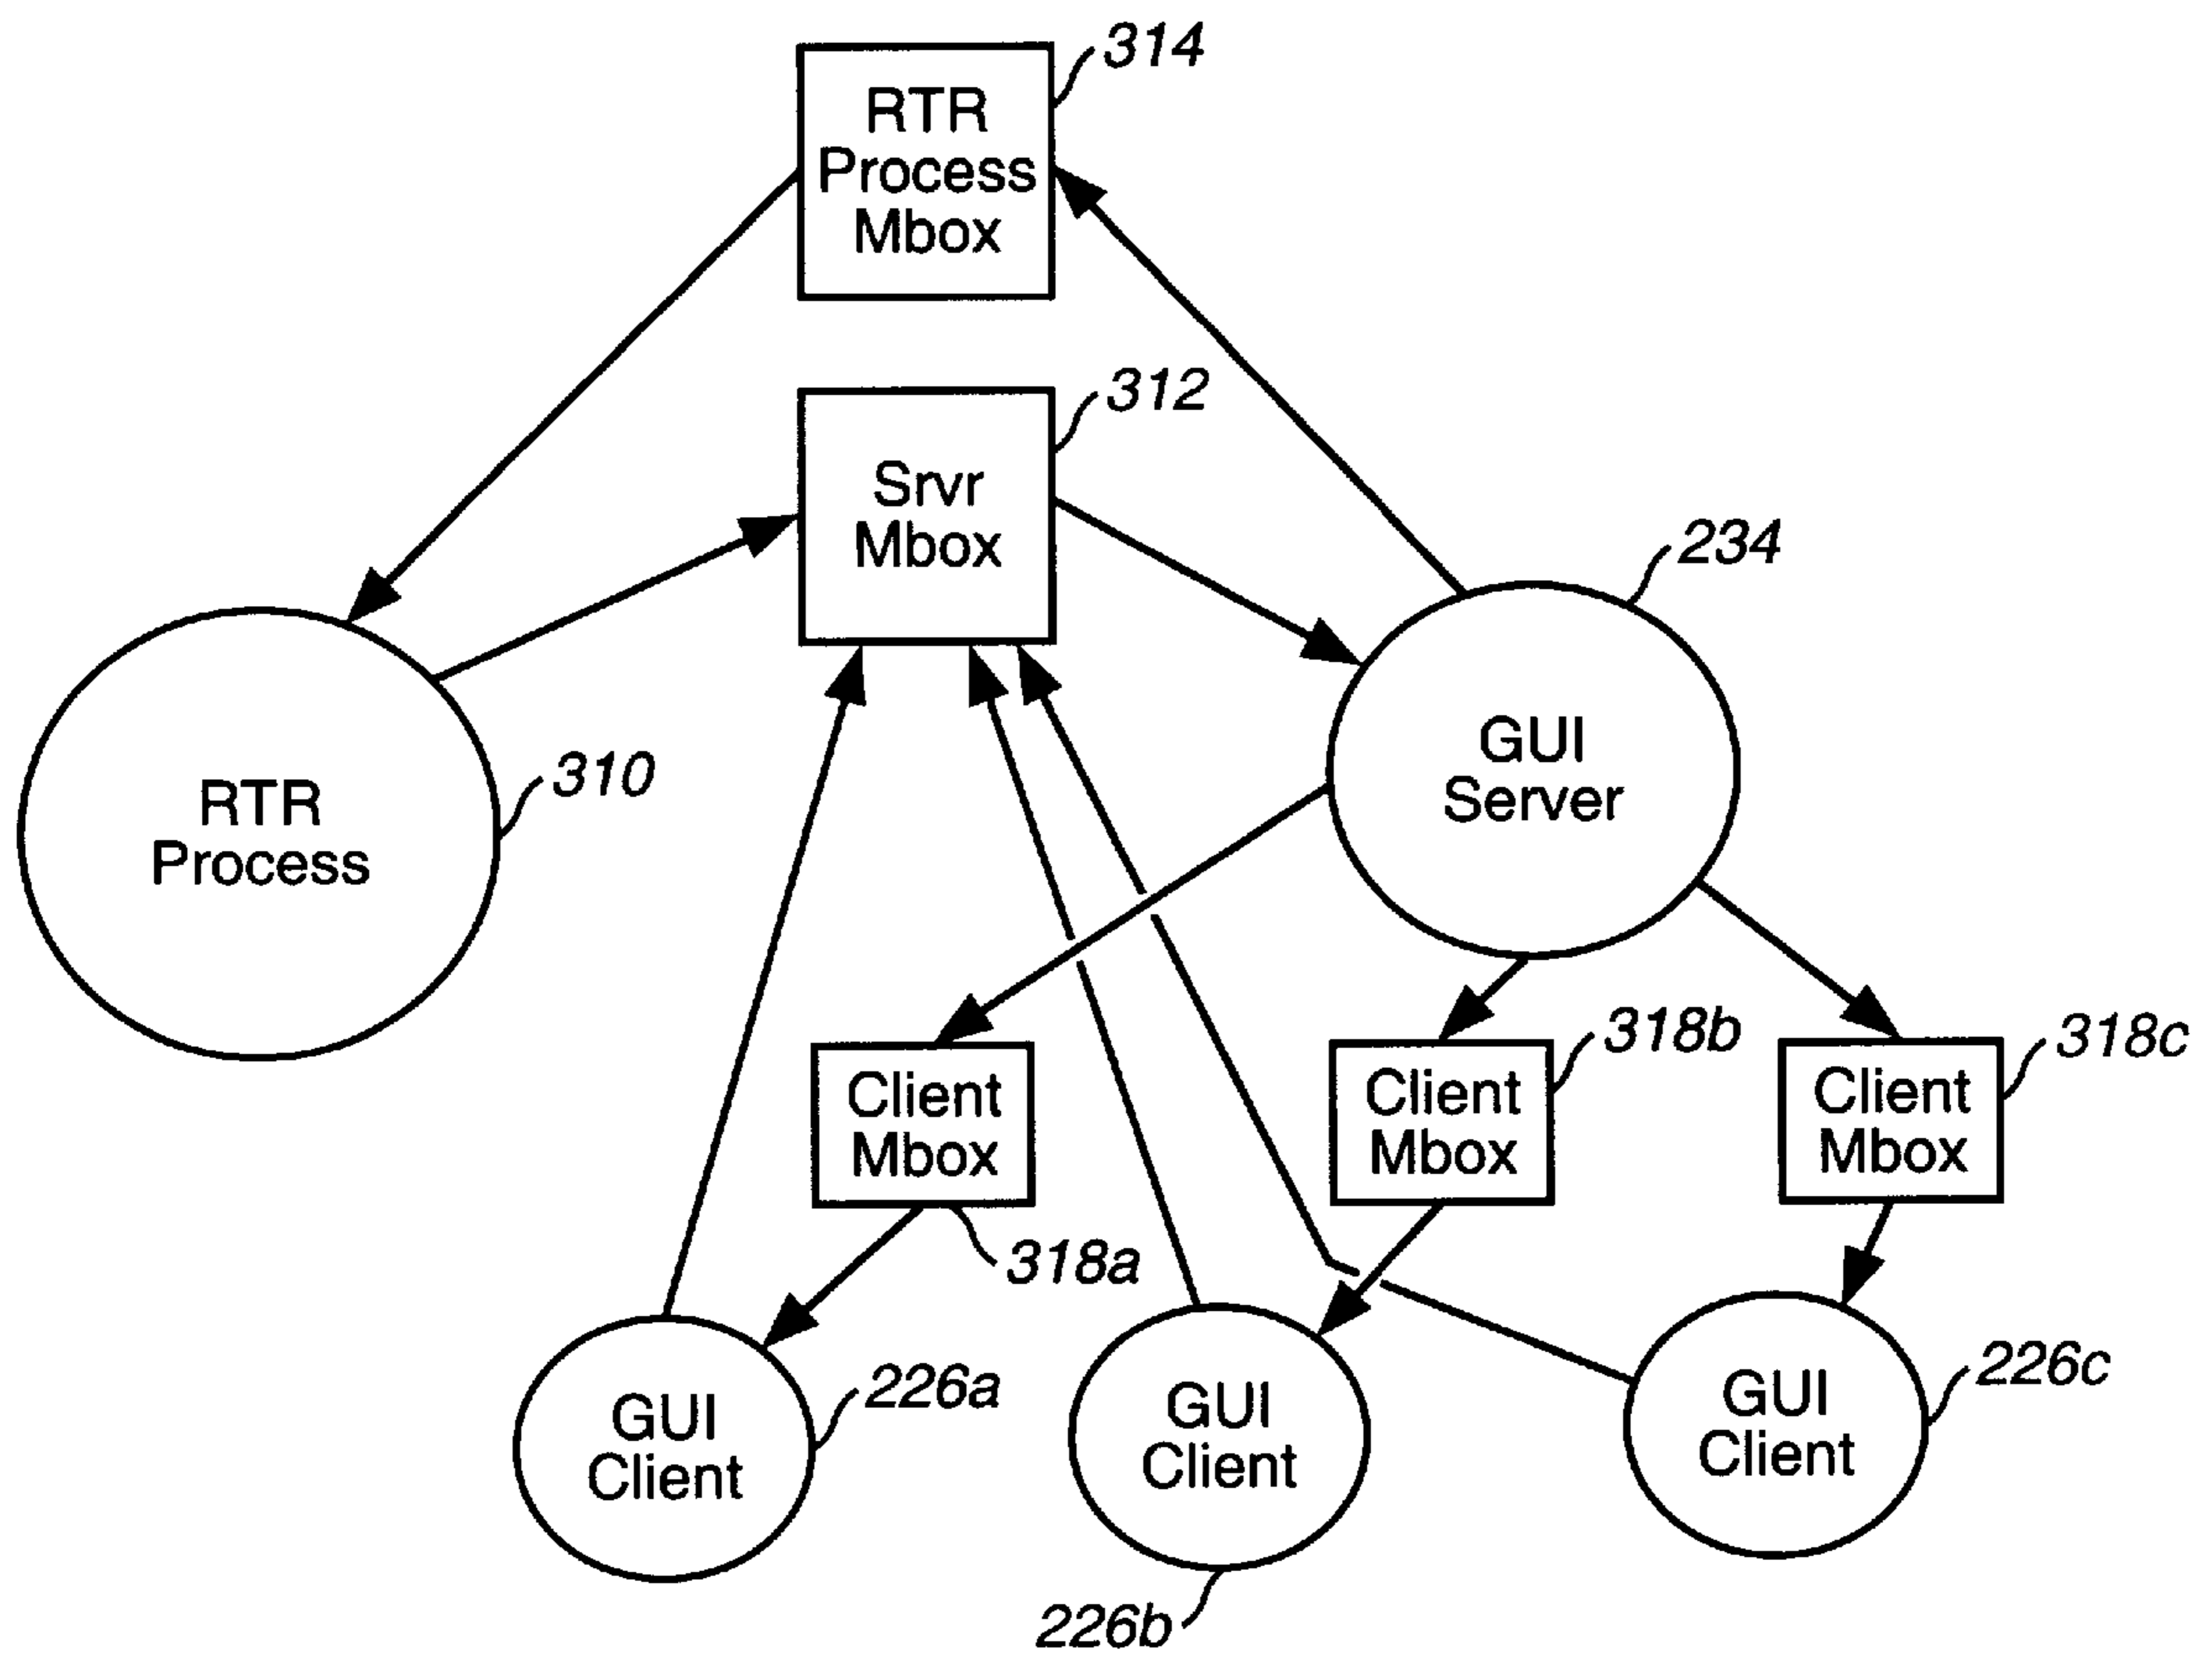 314
RTR
Process
Mbox
312
Srvr
Mbox
234
GUI
Server
310
RTR
Process
318b
318c
Client
Mbox
Client
Mbox
Client
Mbox
318a
226a
226c
GUI
Client
GUI
Client
GUI
Client
226b